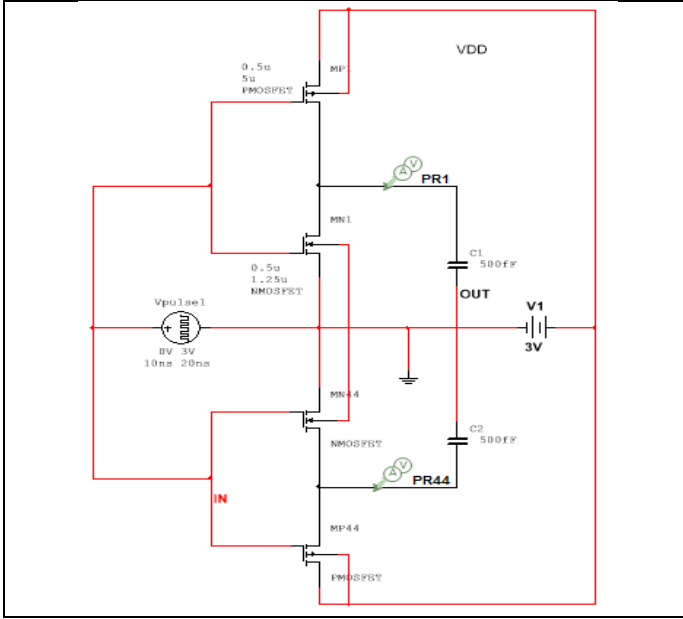 VDD
0.5u
5u
PMOSFET
MP1
A V
PR1
MN1
0.5u
1.25u
NMOSFET
C1
500fF
OUT
Vpulse1
0V 3V
10ns 20ns
V1
3V
MN44
NMOSFET
C2
500fF
A V
PR44
IN
MP44
PMOSFET